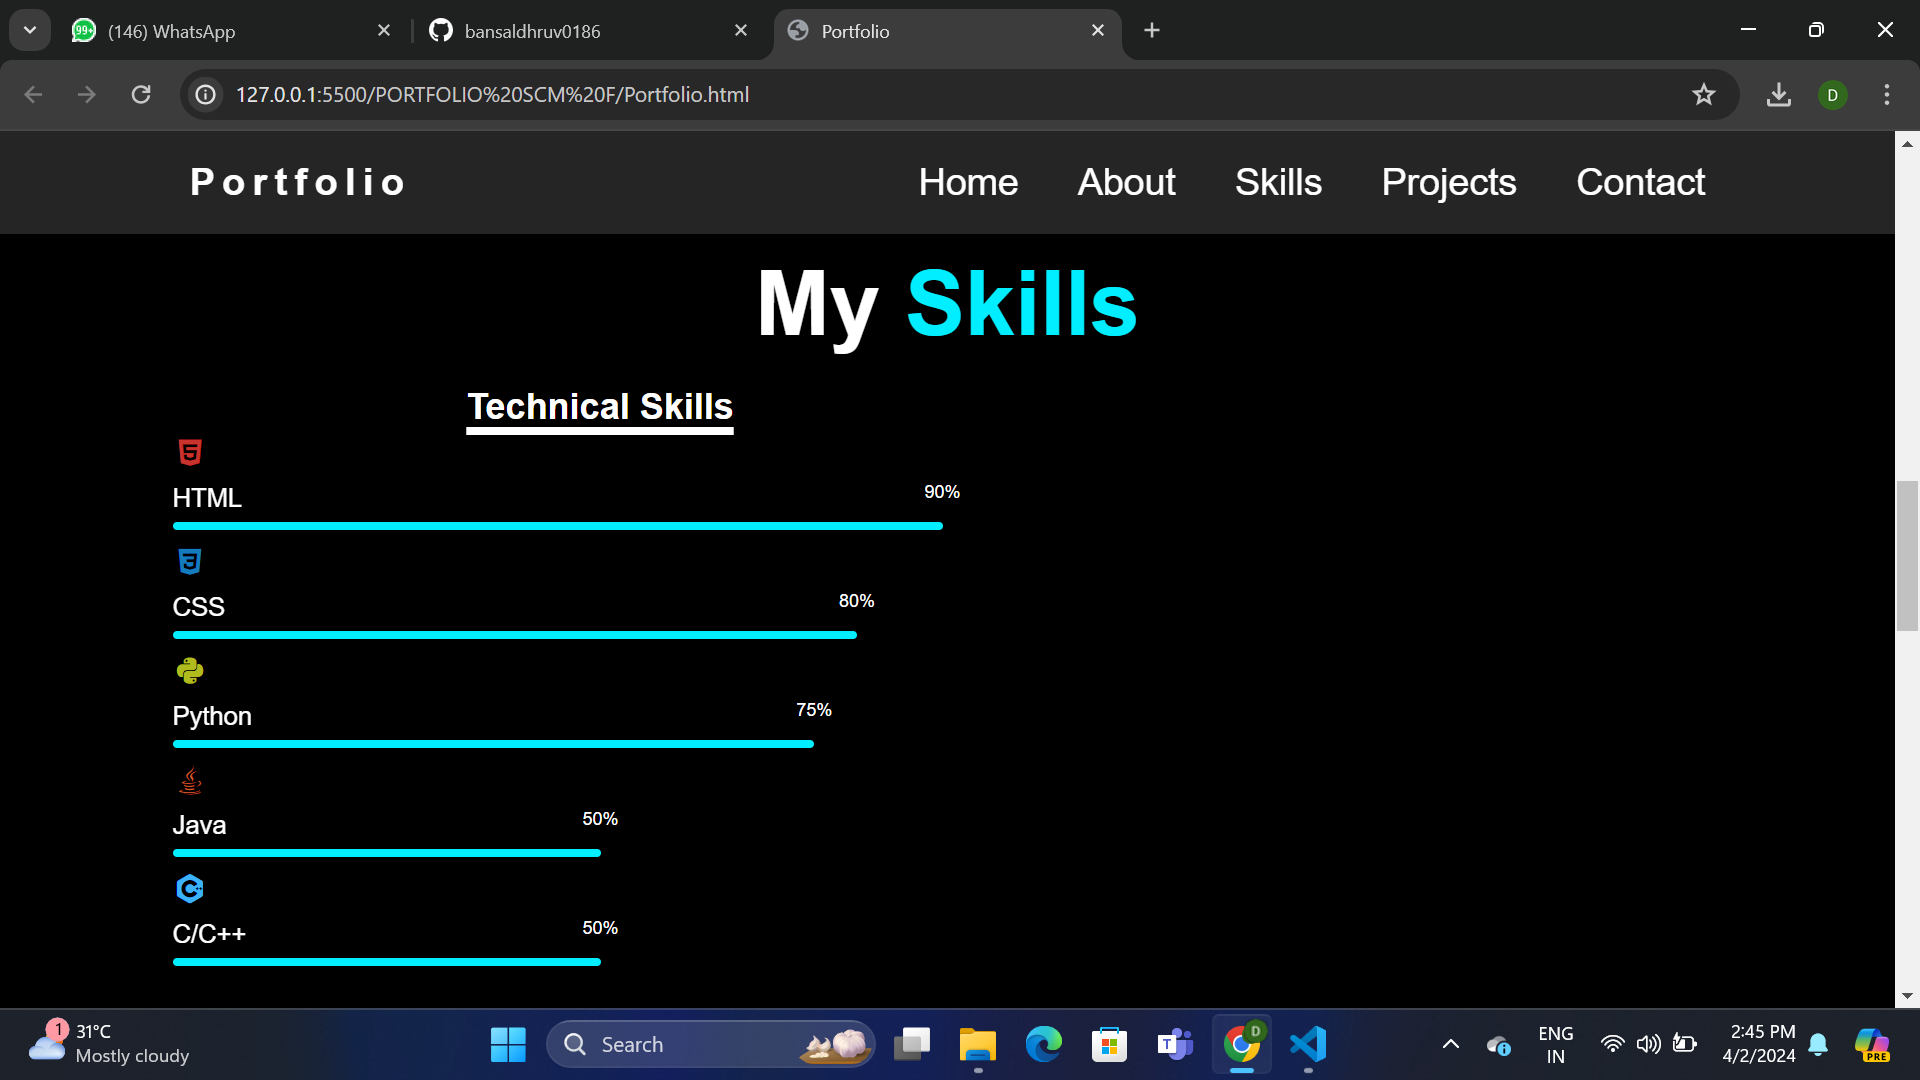 (146) WhatsApp
bansaldhruv0186
Portfolio
127.0.0.1:5500/PORTFOLIO%20SCM%20F/Portfolio.html
D
Portfolio
Home
About
Skills
Projects
Contact
My Skills
Technical Skills
HTML
90%
CSS
80%
Python
75%
Java
50%
C/C++
50%
1
31°C
Mostly cloudy
Search
T
D
ENG
IN
2:45 PM
4/2/2024
PRE